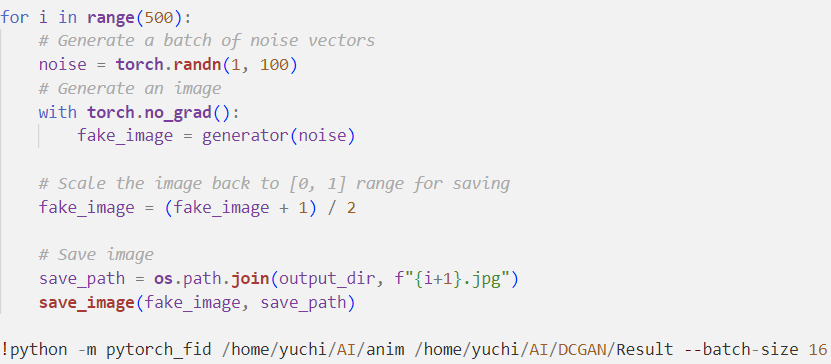 for i in range(500):
    # Generate a batch of noise vectors
    noise = torch.randn(1, 100)
    # Generate an image
    with torch.no_grad():
        fake_image = generator(noise)

    # Scale the image back to [0, 1] range for saving
    fake_image = (fake_image + 1) / 2

    # Save image
    save_path = os.path.join(output_dir, f"{i+1}.jpg")
    save_image(fake_image, save_path)

!python -m pytorch_fid /home/yuchi/AI/anim /home/yuchi/AI/DCGAN/Result --batch-size 16